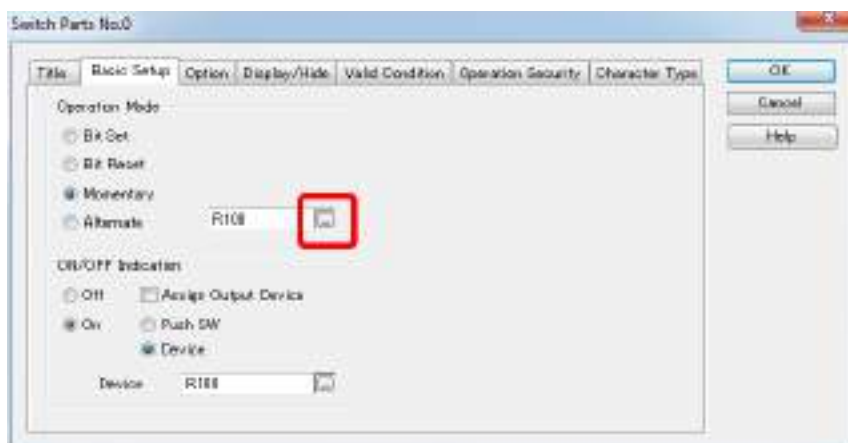 Switch Parts No.0
Title Basic Setup Option Display/Hide Valid Condition Operation Security Character Type
OK
Operation Mode
Cancel
Bit Set
Help
Bit Reset
Momentary
Alternate
ON/OFF Indication
Off Assign Output Device
On Push SW
Device
Device